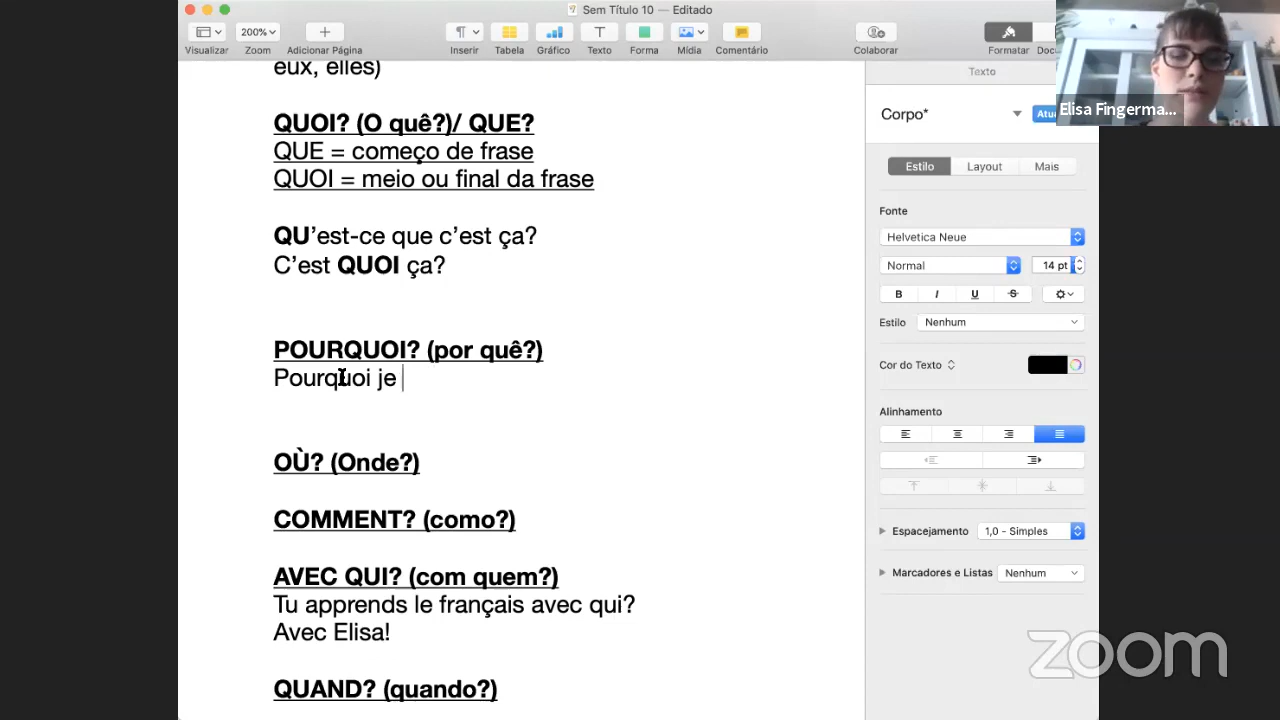 Sem Título 10 — Editado
200%
Visualizar
Zoom
Adicionar Página
Inserir
Tabela
Gráfico
Texto
Forma
Mídia
Comentário
Colaborar
Formatar
Doc
Elisa Fingerma...
eux, elles)
QUOI? (O quê?)/ QUE?
QUE = começo de frase
QUOI = meio ou final da frase
QU’est-ce que c’est ça?
C’est QUOI ça?
POURQUOI? (por quê?)
Pourquoi je
OÙ? (Onde?)
COMMENT? (como?)
AVEC QUI? (com quem?)
Tu apprends le français avec qui?
Avec Elisa!
QUAND? (quando?)
Texto
Corpo*
Atu
Estilo
Layout
Mais
Fonte
Helvetica Neue
Normal
14 pt
B I U S
Estilo
Nenhum
Cor do Texto
Alinhamento
Espaçejamento
1,0 - Simples
Marcadores e Listas
Nenhum
zoom